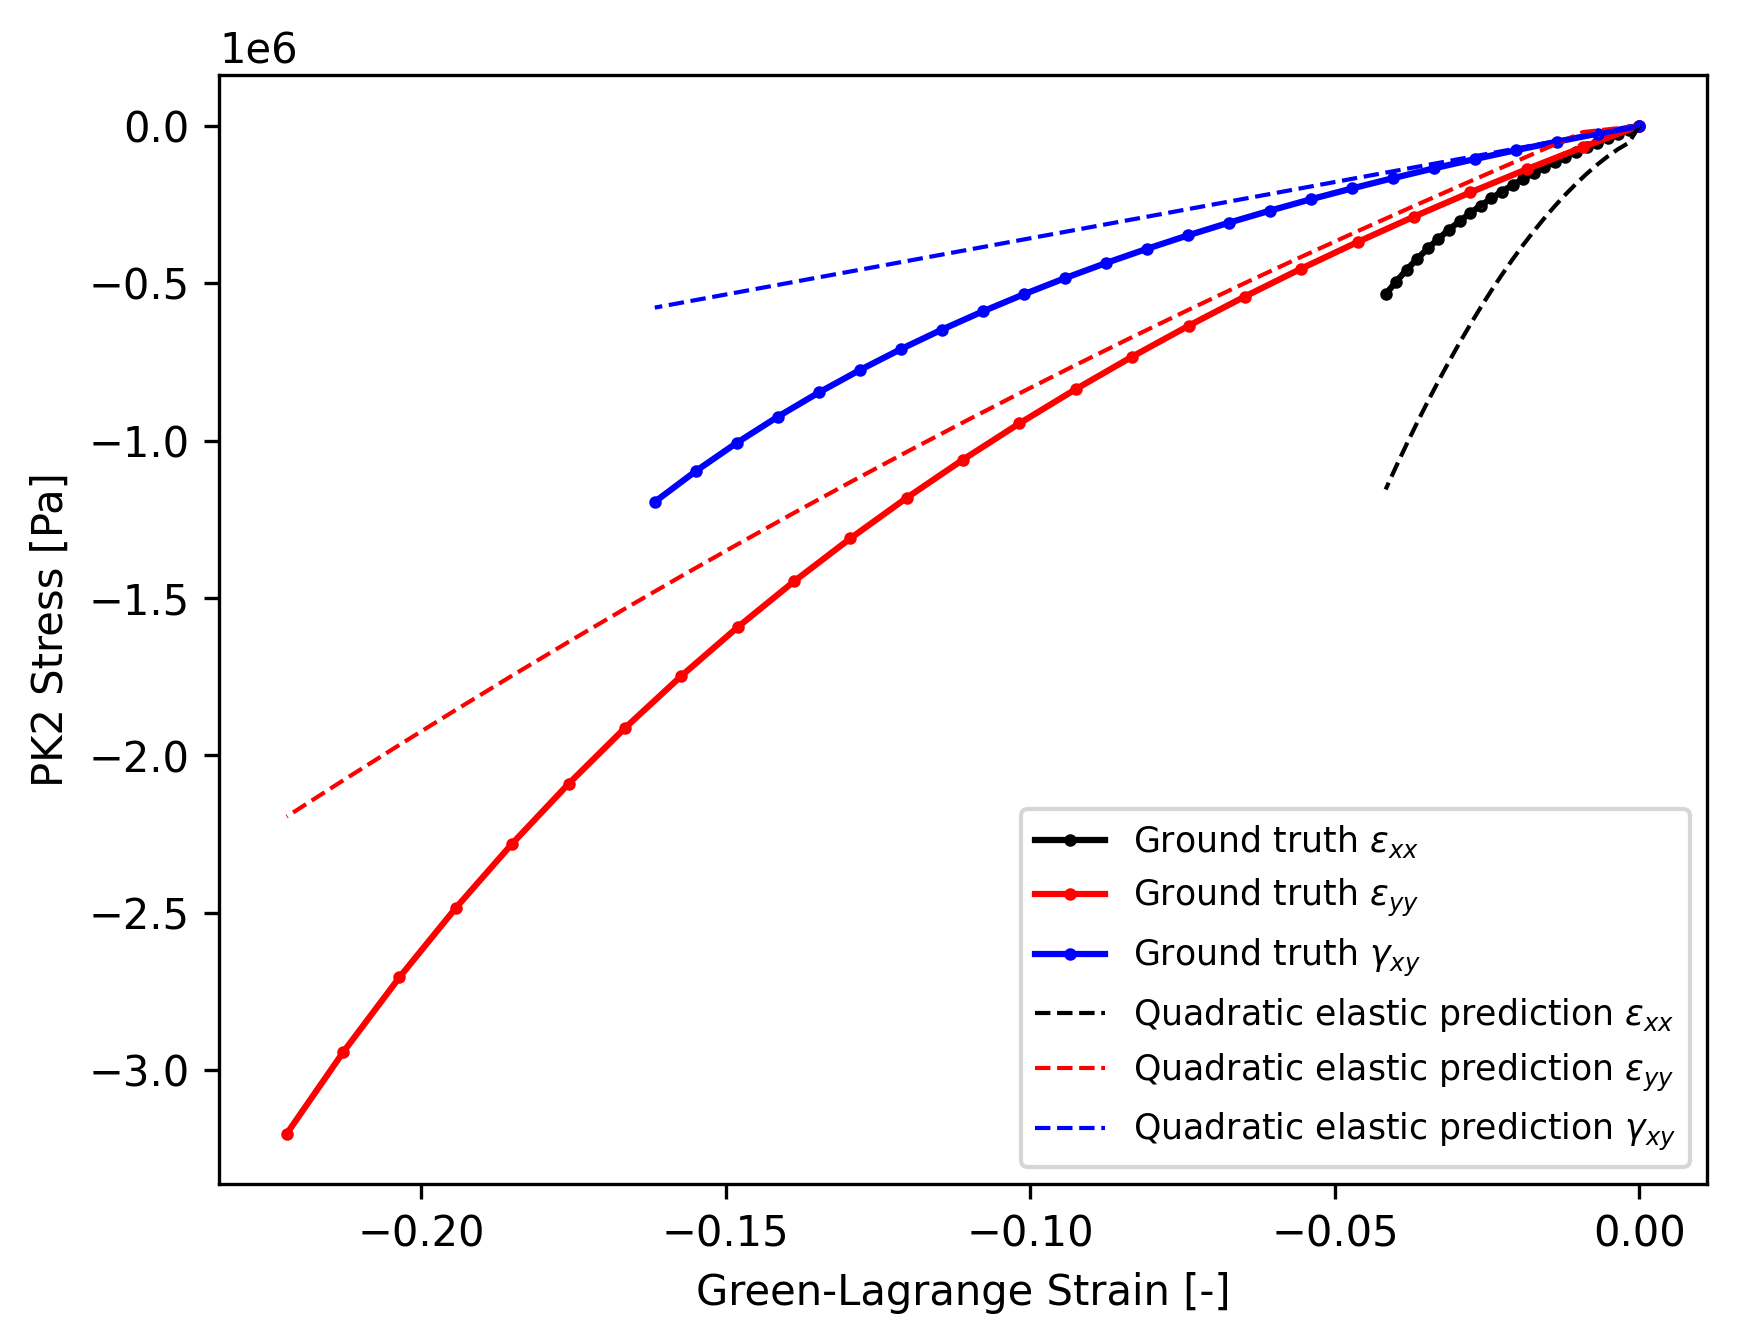 1e6
0.0
−0.5
−1.0
−1.5
−2.0
−2.5
−3.0
PK2 Stress [Pa]
−0.20
−0.15
−0.10
−0.05
0.00
Green-Lagrange Strain [-]
Ground truth εxx
Ground truth εyy
Ground truth γxy
Quadratic elastic prediction εxx
Quadratic elastic prediction εyy
Quadratic elastic prediction γxy